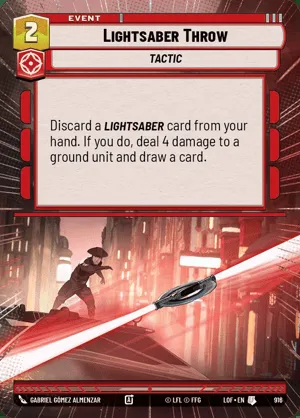 EVENT
2
LIGHTSABER THROW
TACTIC
Discard a LIGHTSABER card from your
hand. If you do, deal 4 damage to a
ground unit and draw a card.
GABRIEL GÓMEZ ALMENZAR
Ⓒ LFL Ⓒ FFG
LOF • EN
916